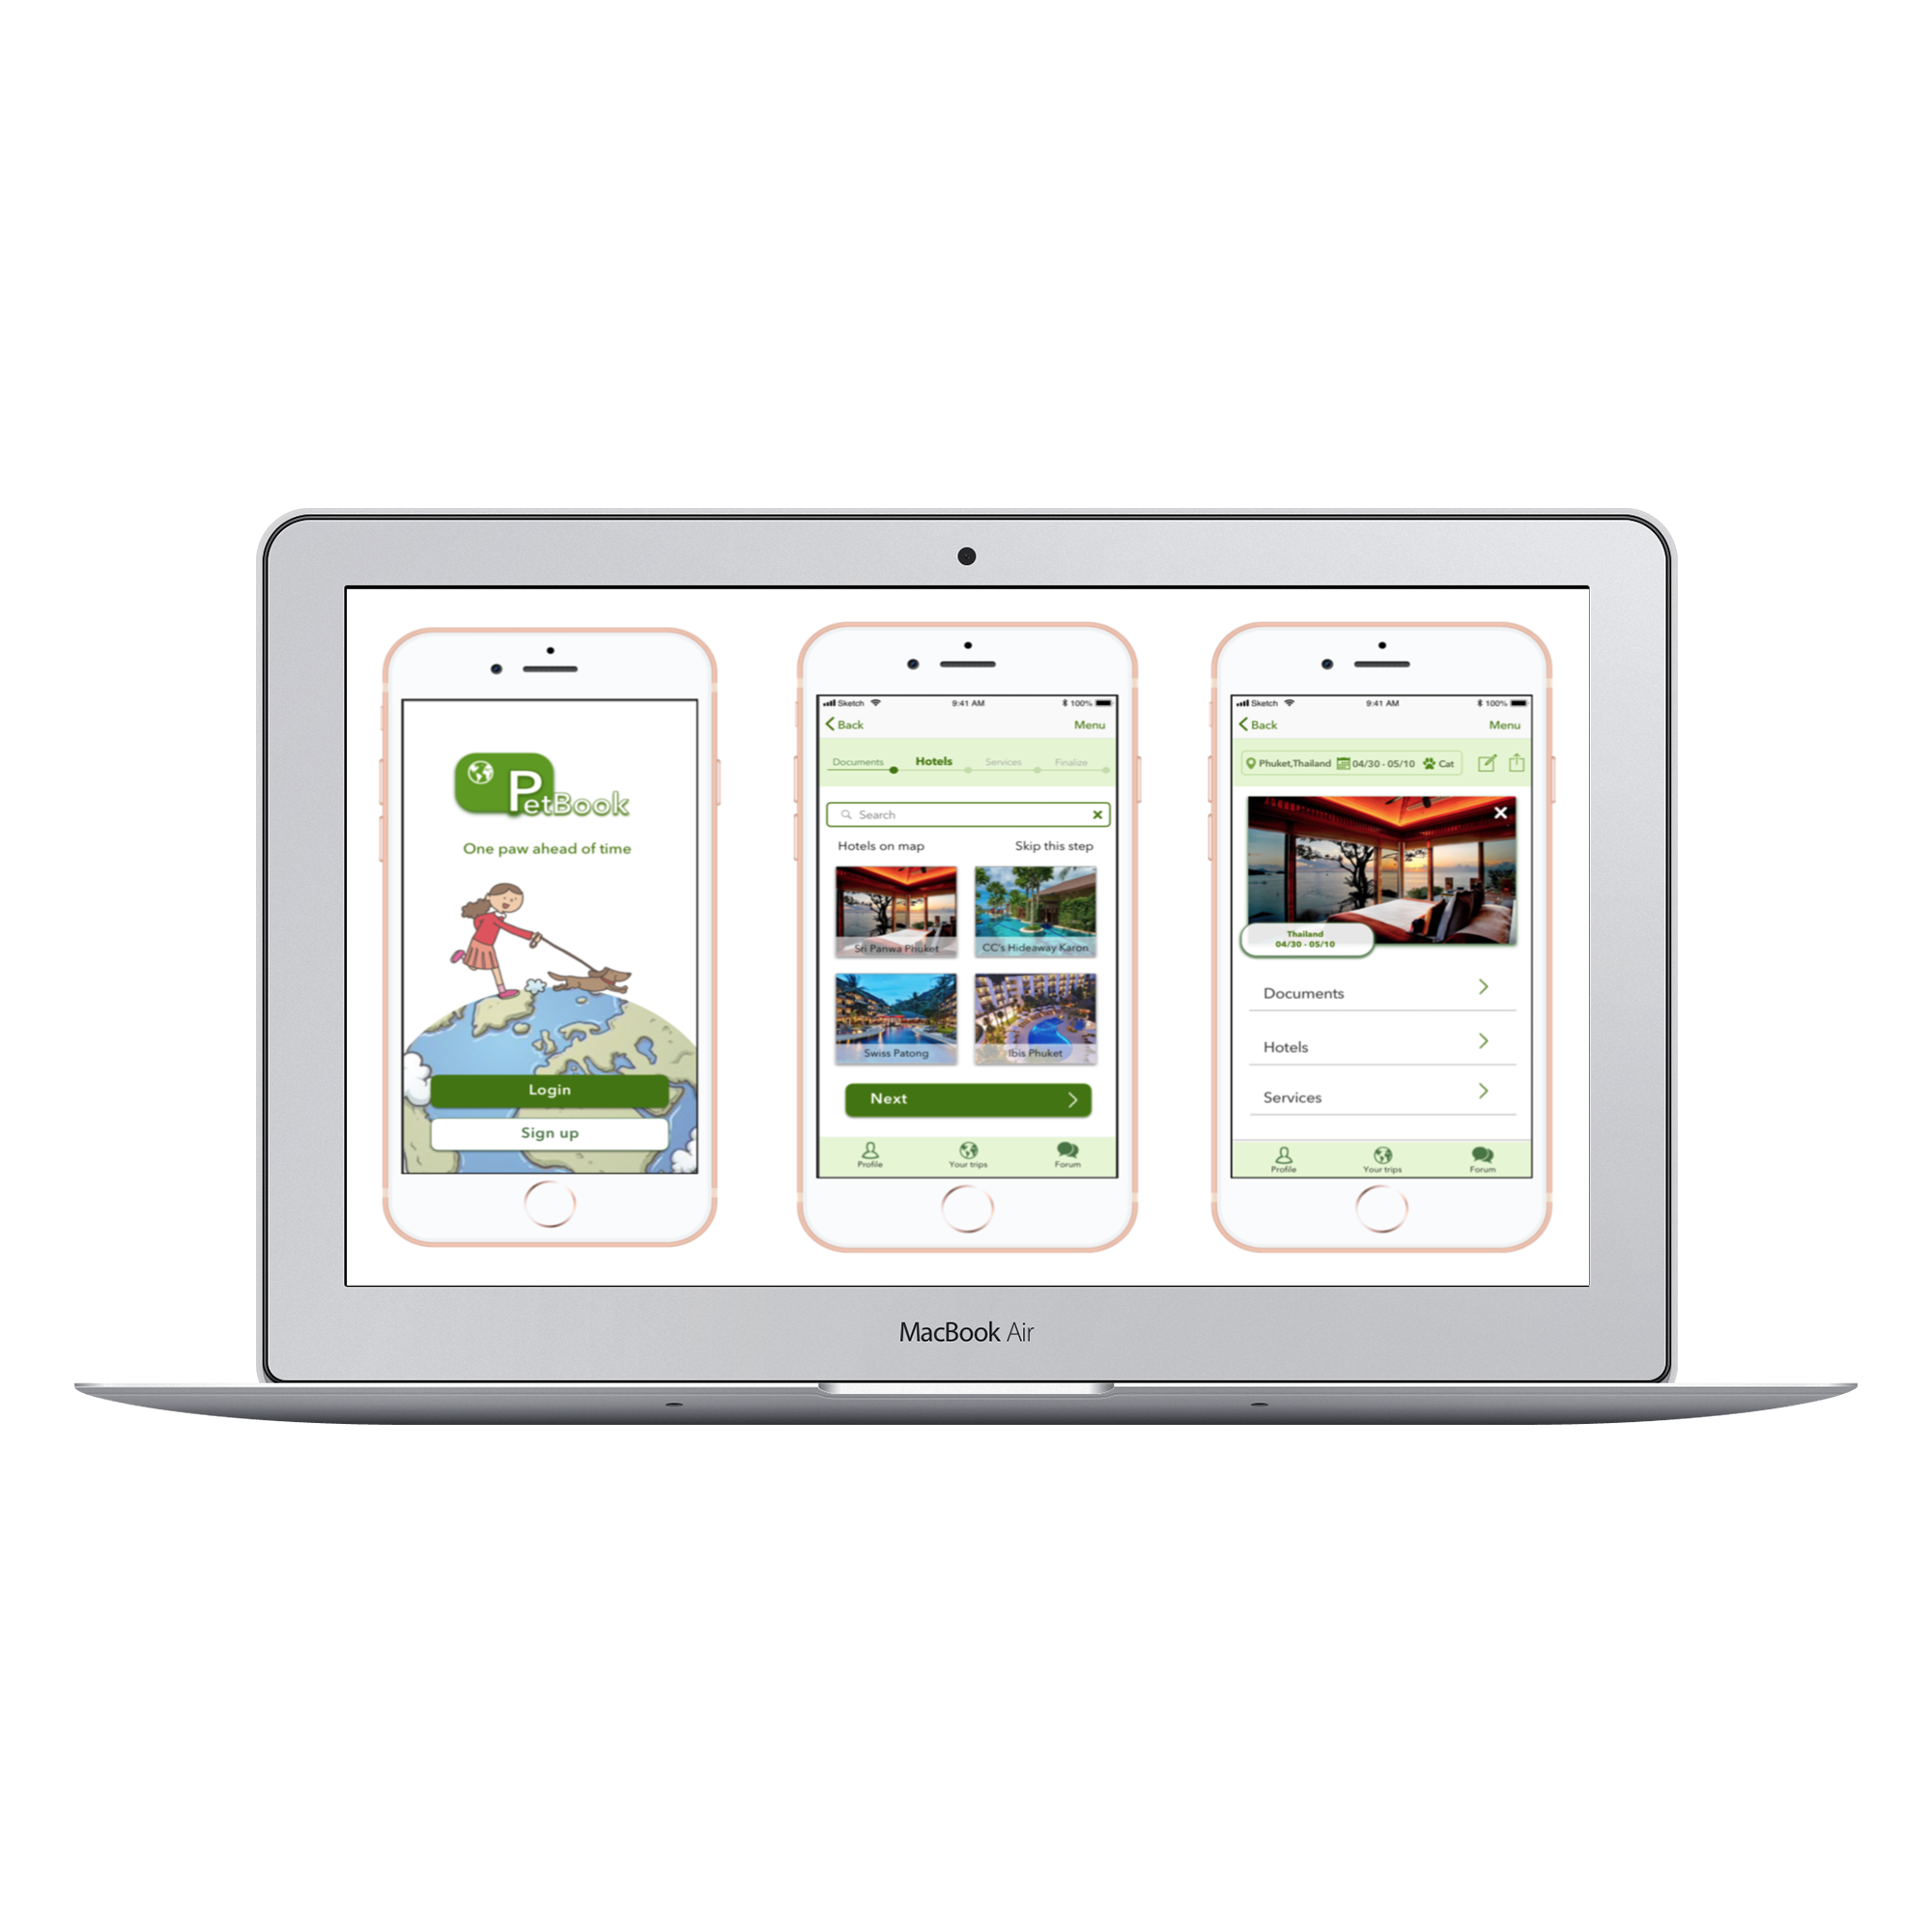 PetBook
One paw ahead of time
Login
Sign up
Sketch 9:41 AM 100%
Back Menu
Documents Hotels Services Finalize
Search
Hotels on map Skip this step
Sri Panwa Phuket CC's Hideaway Karon
Swiss Patong Ibis Phuket
Next
Profile Your trips Forum
Sketch 9:41 AM 100%
Back Menu
Phuket,Thailand 04/30 - 05/10 Cat
Thailand
04/30 - 05/10
Documents
Hotels
Services
Profile Your trips Forum
MacBook Air